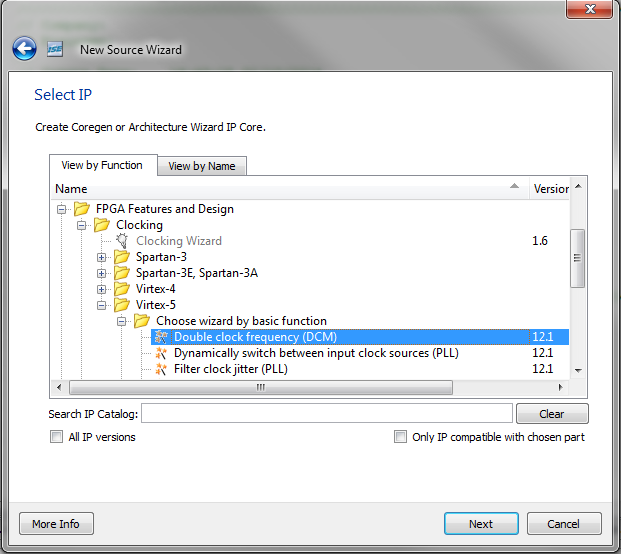 ISE New Source Wizard
Select IP
Create Coregen or Architecture Wizard IP Core.
View by Function View by Name
Name Version
FPGA Features and Design
Clocking
Clocking Wizard 1.6
Spartan-3
Spartan-3E, Spartan-3A
Virtex-4
Virtex-5
Choose wizard by basic function
Double clock frequency (DCM) 12.1
Dynamically switch between input clock sources (PLL) 12.1
Filter clock jitter (PLL) 12.1
Search IP Catalog: Clear
All IP versions Only IP compatible with chosen part
More Info Next Cancel